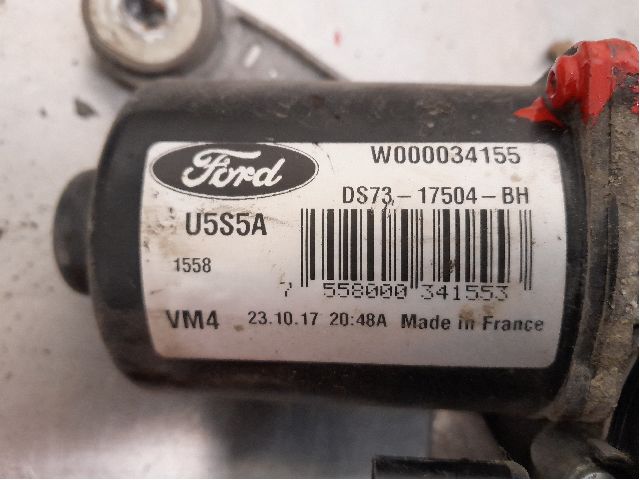 Ford
W000034155
DS73-17504-BH
U5S5A
1558
7 558000 341553
VM4 23.10.17 20:48A Made in France